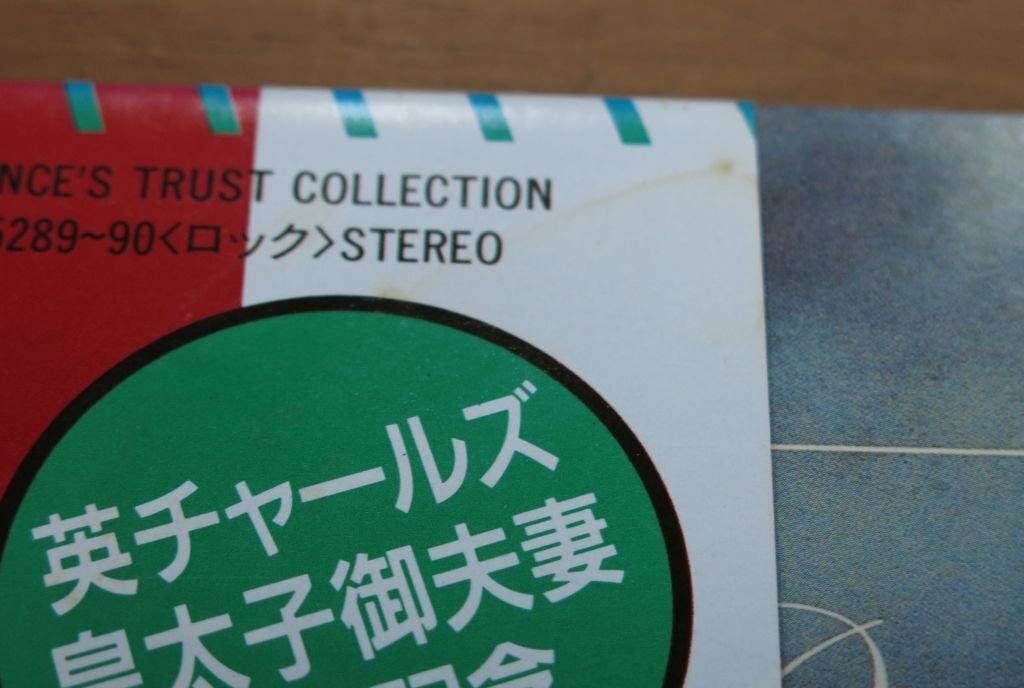 NCE'S TRUST COLLECTION
5289~90<ロック>STEREO
英チャールズ
皇太子御夫妻